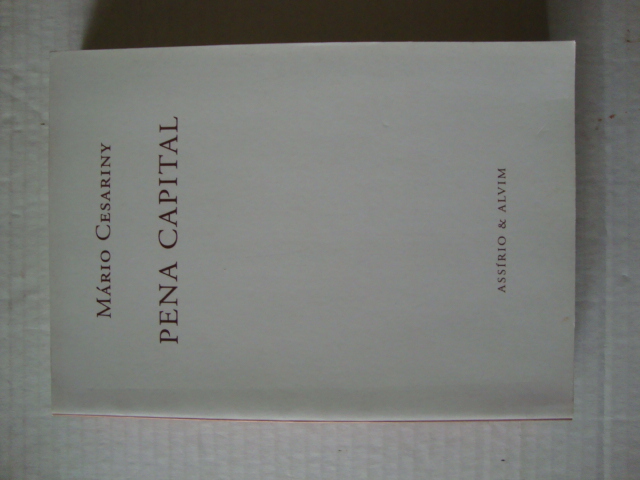 MÁRIO CESARINY
PENA CAPITAL
ASSÍRIO & ALVIM